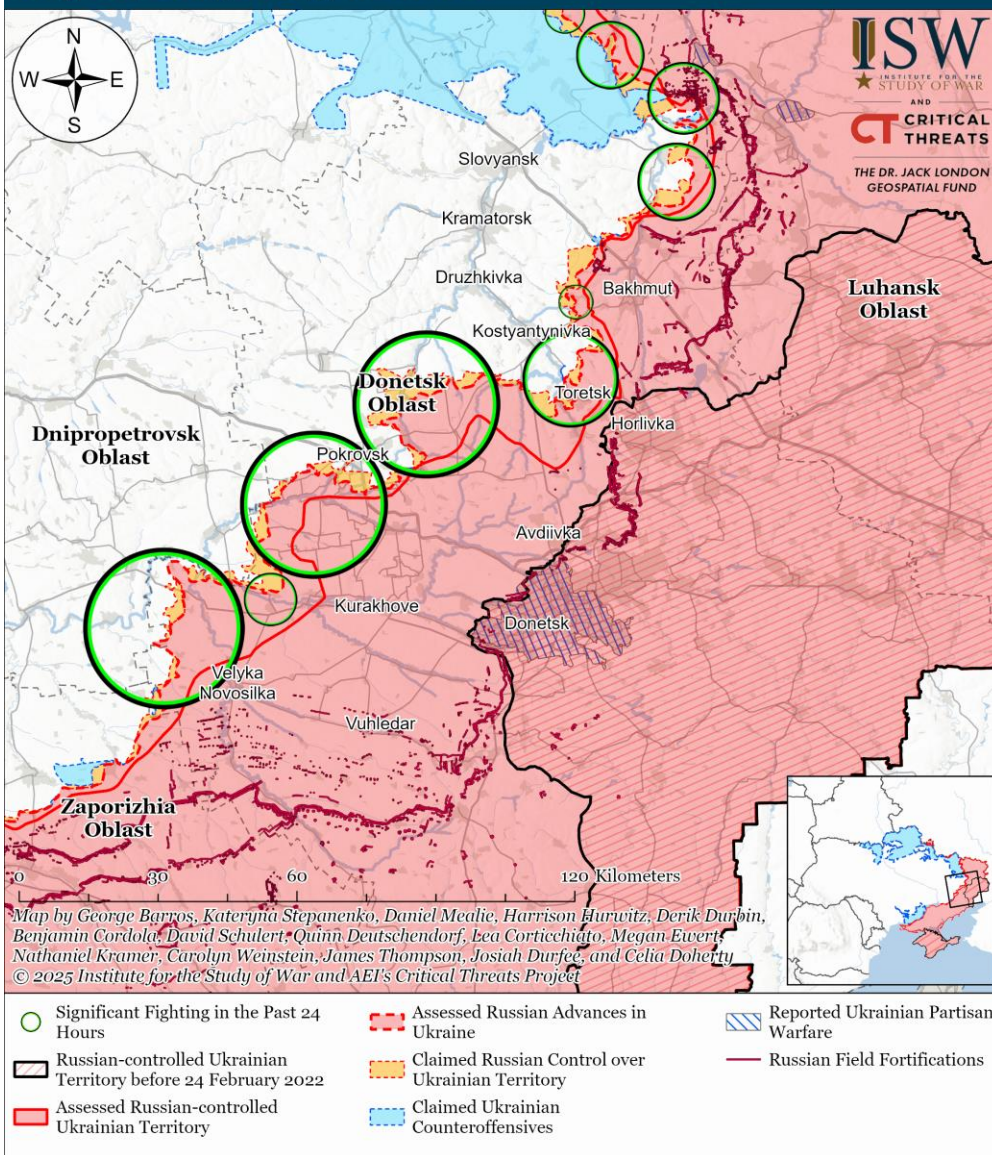 N
W
E
S
ISW
INSTITUTE FOR THE
STUDY OF WAR
AND
CT CRITICAL
THREATS
THE DR. JACK LONDON
GEOSPATIAL FUND
Slovyansk
Kramatorsk
Druzhkivka
Bakhmut
Luhansk
Oblast
Kostyantynivka
Donetsk
Oblast
Toretsk
Dnipropetrovsk
Oblast
Horlivka
Pokrovsk
Avdiivka
Kurakhove
Donetsk
Velyka
Novosilka
Vuhledar
Zaporizhia
Oblast
0 30 60 120 Kilometers
Map by George Barros, Kateryna Stepanenko, Daniel Mealie, Harrison Hurwitz, Derik Durbin,
Benjamin Cordola, David Schulert, Quinn Deutschendorf, Lea Corticchiato, Megan Ewert,
Nathaniel Kramer, Carolyn Weinstein, James Thompson, Josiah Durfee, and Celia Doherty
© 2025 Institute for the Study of War and AEI's Critical Threats Project
Significant Fighting in the Past 24
Hours
Russian-controlled Ukrainian
Territory before 24 February 2022
Assessed Russian-controlled
Ukrainian Territory
Assessed Russian Advances in
Ukraine
Claimed Russian Control over
Ukrainian Territory
Claimed Ukrainian
Counteroffensives
Reported Ukrainian Partisan
Warfare
Russian Field Fortifications